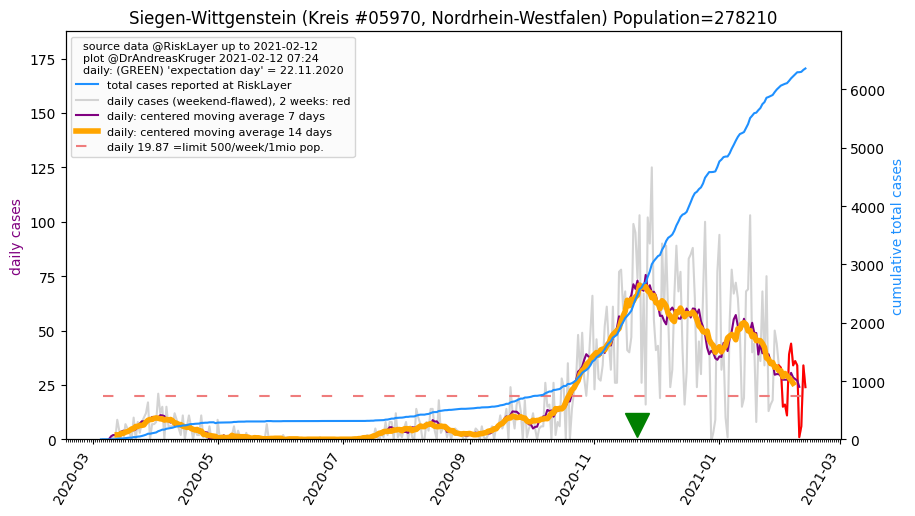 Siegen-Wittgenstein (Kreis #05970, Nordrhein-Westfalen) Population=278210
source data @RiskLayer up to 2021-02-12
plot @DrAndreasKruger 2021-02-12 07:24
daily: (GREEN) 'expectation day' = 22.11.2020
total cases reported at RiskLayer
daily cases (weekend-flawed), 2 weeks: red
daily: centered moving average 7 days
daily: centered moving average 14 days
daily 19.87 =limit 500/week/1mio pop.
daily cases
175
150
125
100
75
50
25
0
cumulative total cases
6000
5000
4000
3000
2000
1000
0
2020-03
2020-05
2020-07
2020-09
2020-11
2021-01
2021-03